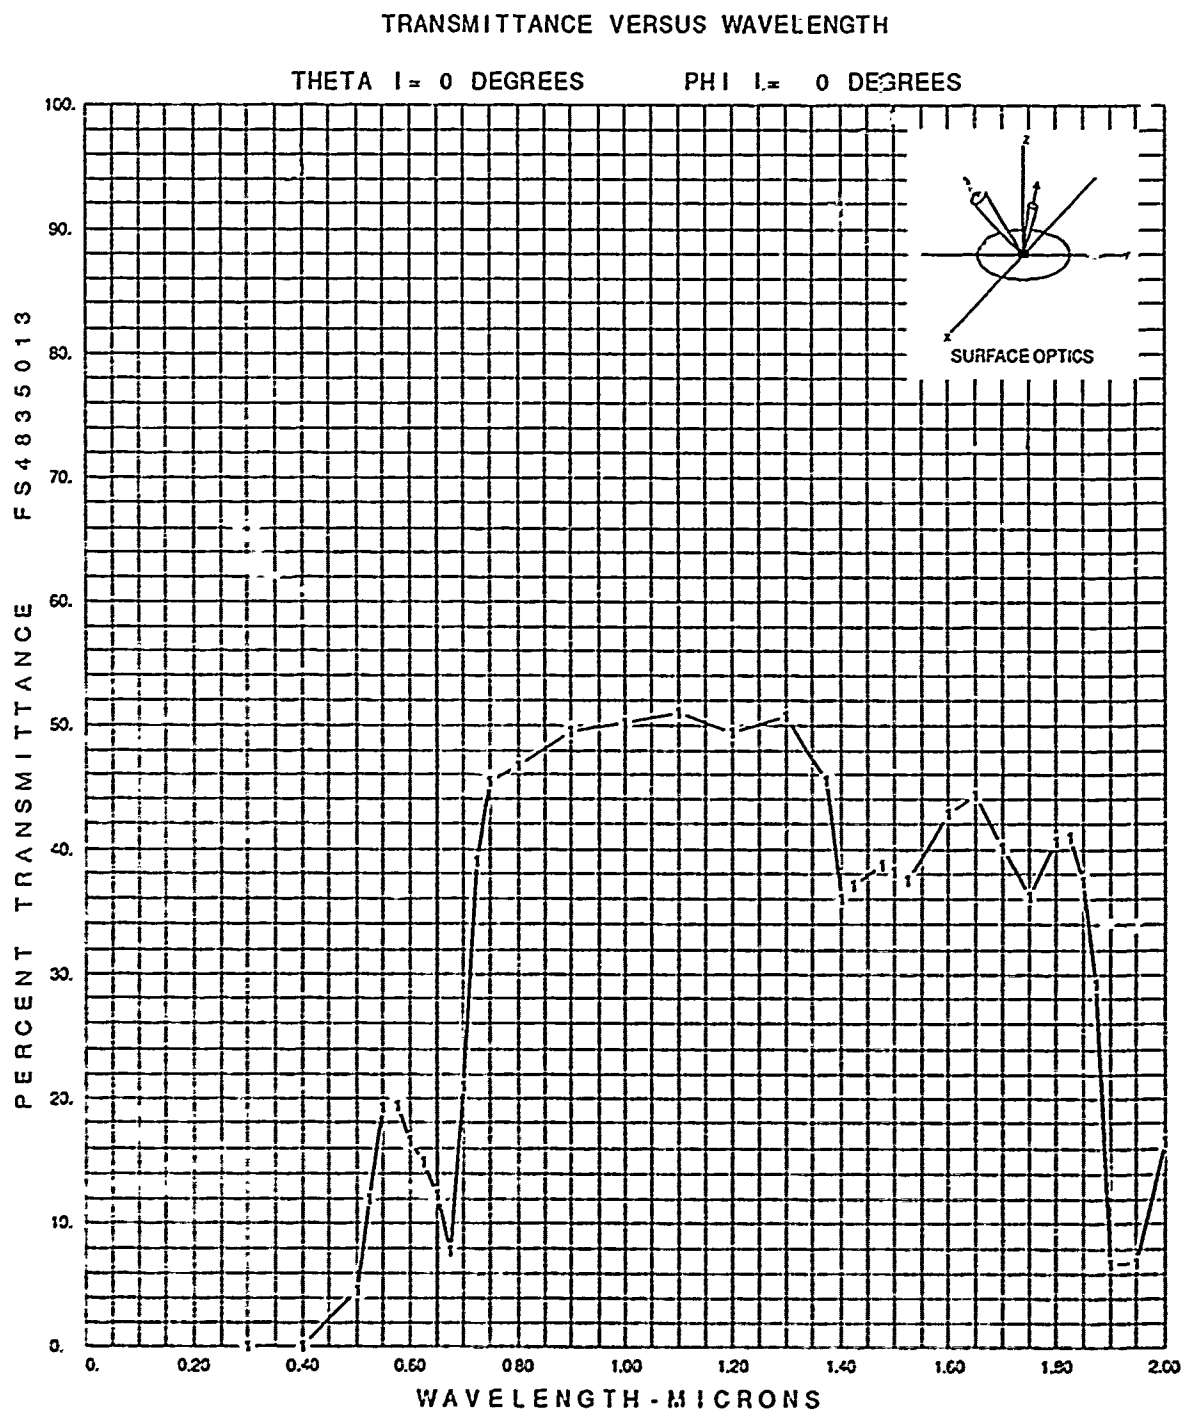 TRANSMITTANCE VERSUS WAVELENGTH
THETA I= 0 DEGREES PHI I= 0 DEGREES
PERCENT TRANSMITTANCE FS4835013
100.
90.
80.
70.
60.
50.
40.
30.
20.
10.
0.
Z
X
SURFACE OPTICS
0. 0.20 0.40 0.60 0.80 1.00 1.20 1.40 1.60 1.80 2.00
WAVELENGTH-MICRONS